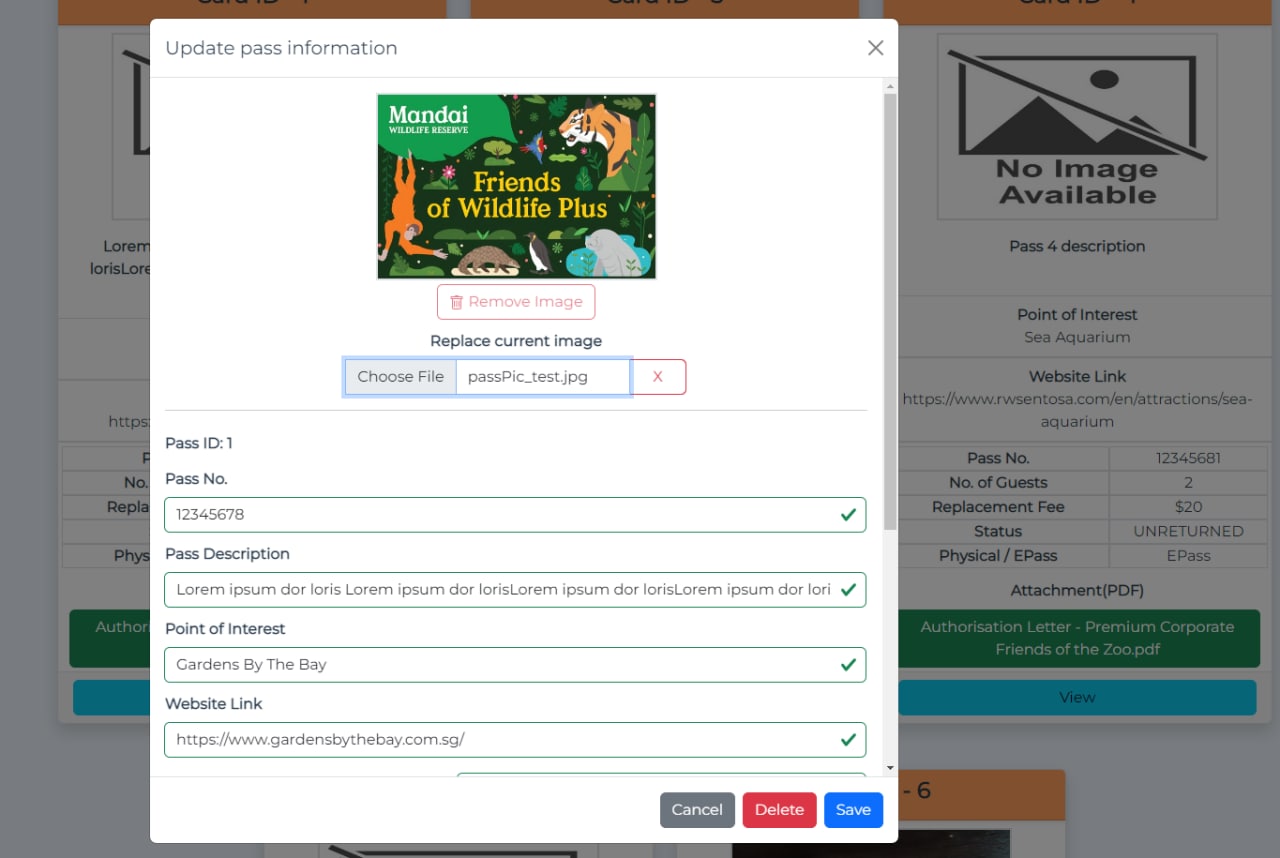 Update pass information
Mandai
WILDLIFE RESERVE
Friends
of Wildlife Plus
Remove Image
Replace current image
Choose File passPic_test.jpg X
Pass ID: 1
Pass No.
12345678
Pass Description
Lorem ipsum dor loris Lorem ipsum dor lorisLorem ipsum dor lorisLorem ipsum dor lori
Point of Interest
Gardens By The Bay
Website Link
https://www.gardensbythebay.com.sg/
Cancel Delete Save
Lorem
lorisLore
https:
No.
Repla
Phys
Authori
No Image
Available
Pass 4 description
Point of Interest
Sea Aquarium
Website Link
https://www.rwsentosa.com/en/attractions/sea-
aquarium
Pass No. 12345681
No. of Guests 2
Replacement Fee $20
Status UNRETURNED
Physical / EPass EPass
Attachment(PDF)
Authorisation Letter - Premium Corporate
Friends of the Zoo.pdf
View
- 6